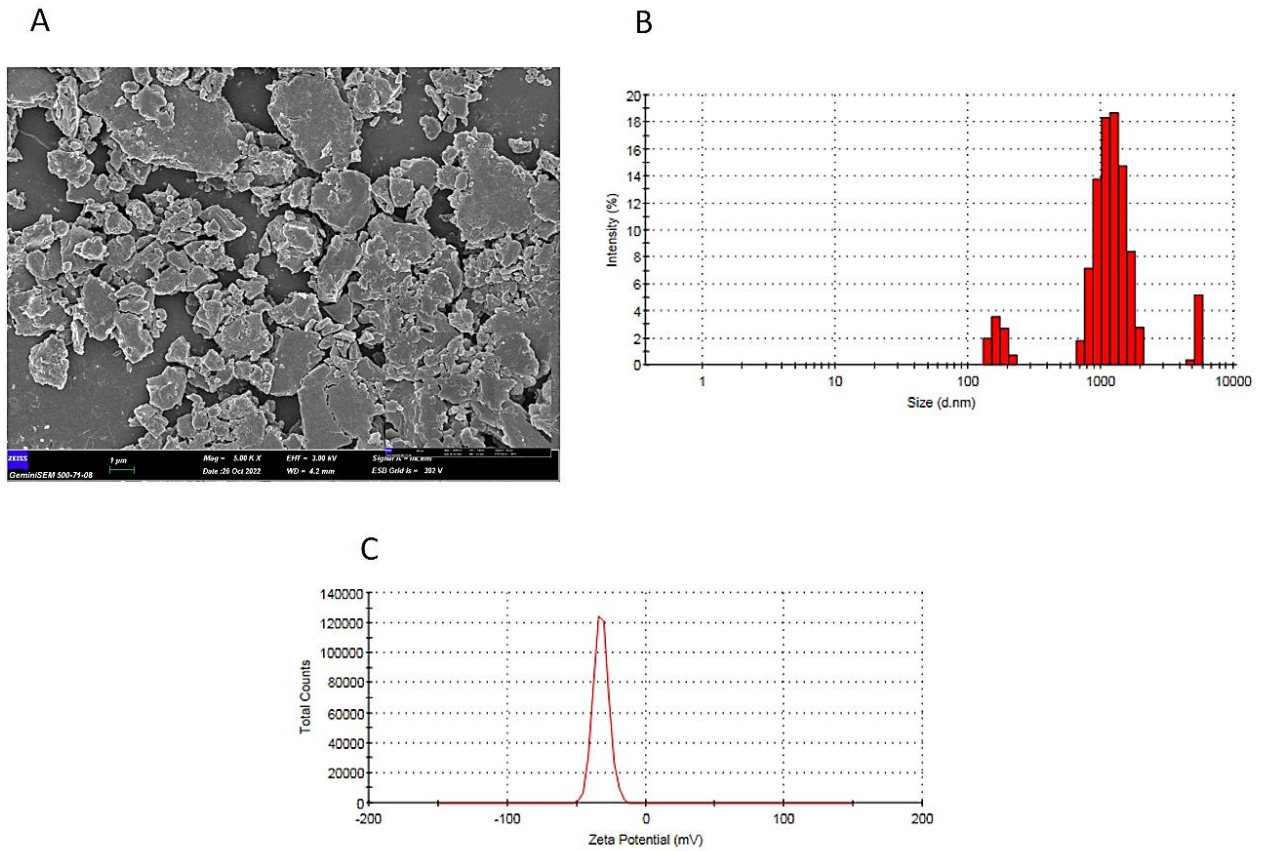 A
B
ZEISS
1 µm
Mag = 5.00 K X
EHT = 3.00 kV
Signal A = InLens
Date :26 Oct 2022
WD = 4.2 mm
ESB Grid is = 392 V
GeminiSEM 500-71-08
20
18
16
14
12
10
8
6
4
2
0
Intensity (%)
1
10
100
1000
10000
Size (d.nm)
C
140000
120000
100000
80000
60000
40000
20000
0
Total Counts
-200
-100
0
100
200
Zeta Potential (mV)